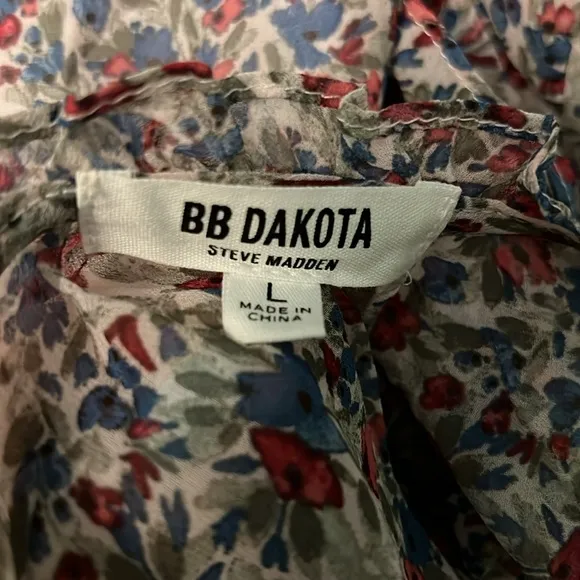 BB DAKOTA
STEVE MADDEN
L
MADE IN
CHINA